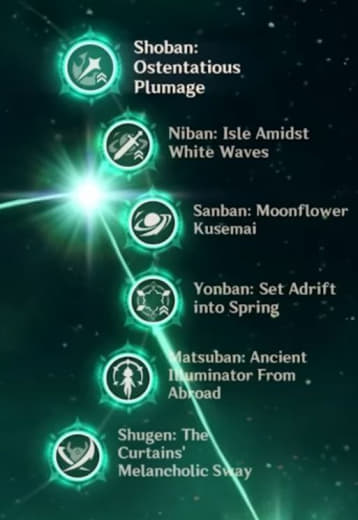 Shoban:
Ostentatious
Plumage
Niban: Isle Amidst
White Waves
Sanban: Moonflower
Kusemai
Yonban: Set Adrift
into Spring
Matsuban: Ancient
Illuminator From
Abroad
Shugen: The
Curtains'
Melancholic Sway